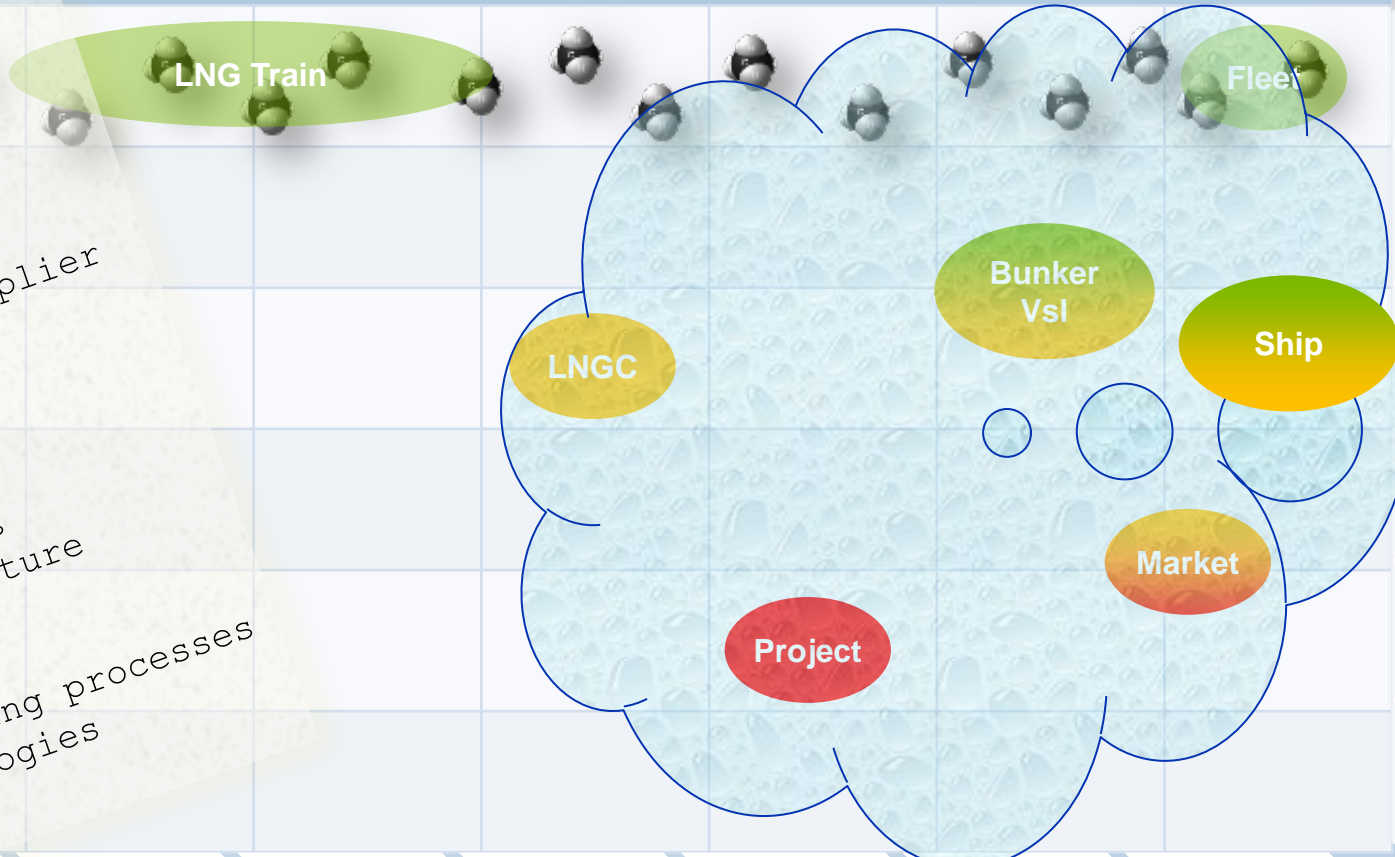 LNG Train
Fleet
plier
Bunker
Vsl
Ship
LNGC
ture
Market
ng processes
Project
ogies